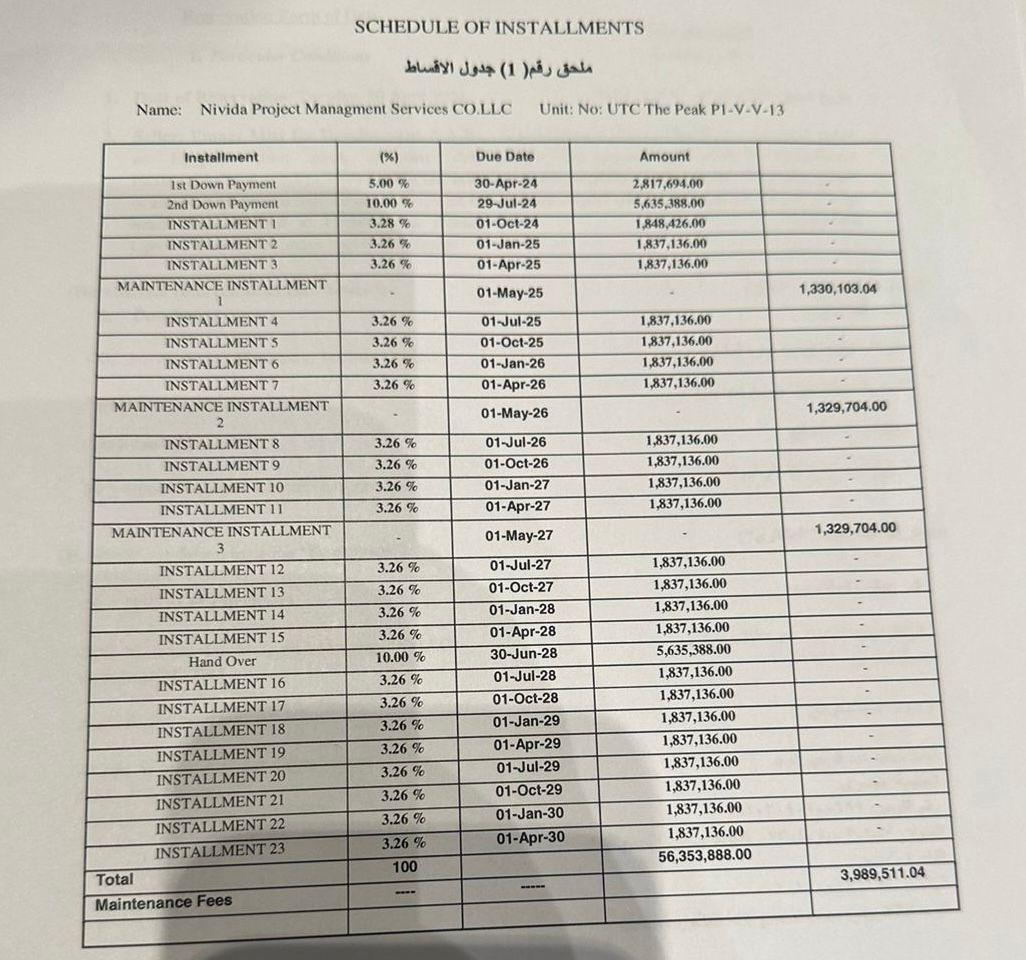 SCHEDULE OF INSTALLMENTS
ملحق رقم( 1 ) جدول الاقساط
Name: Nivida Project Managment Services CO.LLC Unit: No: UTC The Peak P1-V-V-13
Installment (%) Due Date Amount
1st Down Payment 5.00 % 30-Apr-24 2,817,694.00 -
2nd Down Payment 10.00 % 29-Jul-24 5,635,388.00 -
INSTALLMENT 1 3.28 % 01-Oct-24 1,848,426.00 -
INSTALLMENT 2 3.26 % 01-Jan-25 1,837,136.00 -
INSTALLMENT 3 3.26 % 01-Apr-25 1,837,136.00 -
MAINTENANCE INSTALLMENT
1 - 01-May-25 - 1,330,103.04
INSTALLMENT 4 3.26 % 01-Jul-25 1,837,136.00 -
INSTALLMENT 5 3.26 % 01-Oct-25 1,837,136.00 -
INSTALLMENT 6 3.26 % 01-Jan-26 1,837,136.00 -
INSTALLMENT 7 3.26 % 01-Apr-26 1,837,136.00 -
MAINTENANCE INSTALLMENT
2 - 01-May-26 - 1,329,704.00
INSTALLMENT 8 3.26 % 01-Jul-26 1,837,136.00 -
INSTALLMENT 9 3.26 % 01-Oct-26 1,837,136.00 -
INSTALLMENT 10 3.26 % 01-Jan-27 1,837,136.00 -
INSTALLMENT 11 3.26 % 01-Apr-27 1,837,136.00 -
MAINTENANCE INSTALLMENT
3 - 01-May-27 - 1,329,704.00
INSTALLMENT 12 3.26 % 01-Jul-27 1,837,136.00 -
INSTALLMENT 13 3.26 % 01-Oct-27 1,837,136.00 -
INSTALLMENT 14 3.26 % 01-Jan-28 1,837,136.00 -
INSTALLMENT 15 3.26 % 01-Apr-28 1,837,136.00 -
Hand Over 10.00 % 30-Jun-28 5,635,388.00 -
INSTALLMENT 16 3.26 % 01-Jul-28 1,837,136.00 -
INSTALLMENT 17 3.26 % 01-Oct-28 1,837,136.00 -
INSTALLMENT 18 3.26 % 01-Jan-29 1,837,136.00 -
INSTALLMENT 19 3.26 % 01-Apr-29 1,837,136.00 -
INSTALLMENT 20 3.26 % 01-Jul-29 1,837,136.00 -
INSTALLMENT 21 3.26 % 01-Oct-29 1,837,136.00 -
INSTALLMENT 22 3.26 % 01-Jan-30 1,837,136.00 -
INSTALLMENT 23 3.26 % 01-Apr-30 1,837,136.00 -
Total 100 56,353,888.00
Maintenance Fees ---- ----- 3,989,511.04